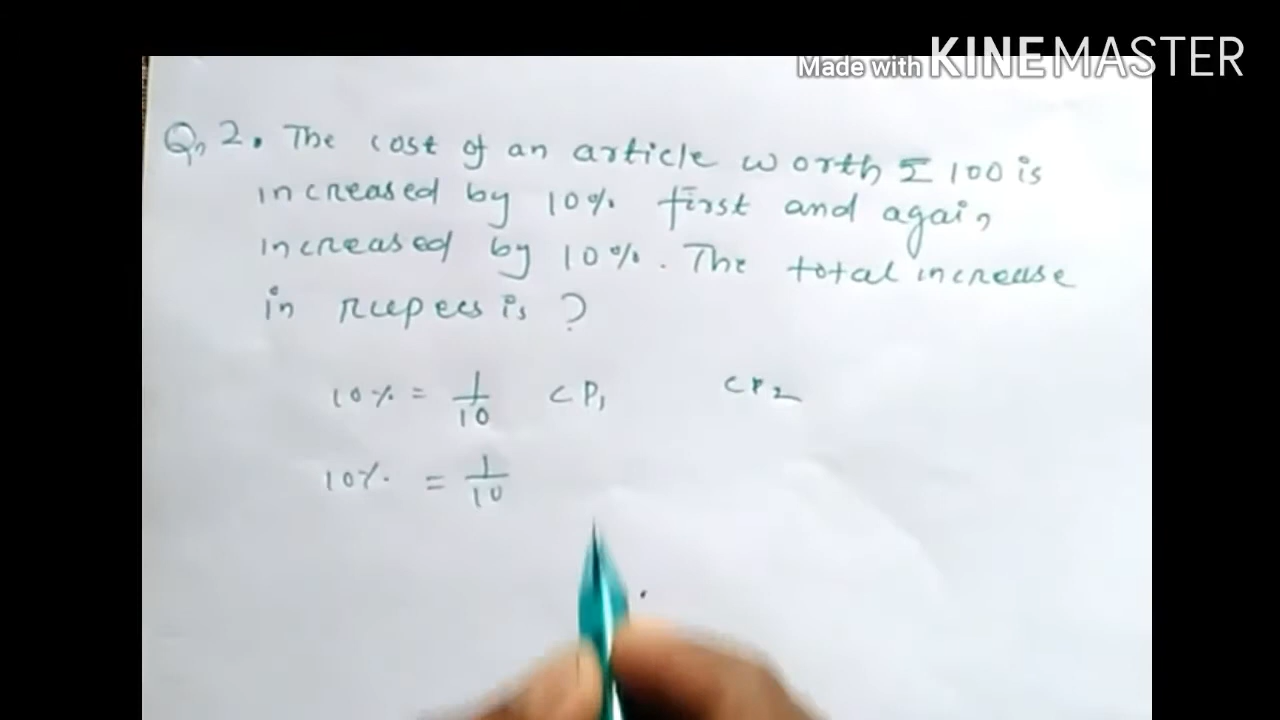 Made with KINEMASTER
Qn 2. The cost of an article worth ₹ 100 is
increased by 10% first and again
increased by 10%. The total increase
in rupees is ?
10% = 1/10 CP1 CP2
10% = 1/10